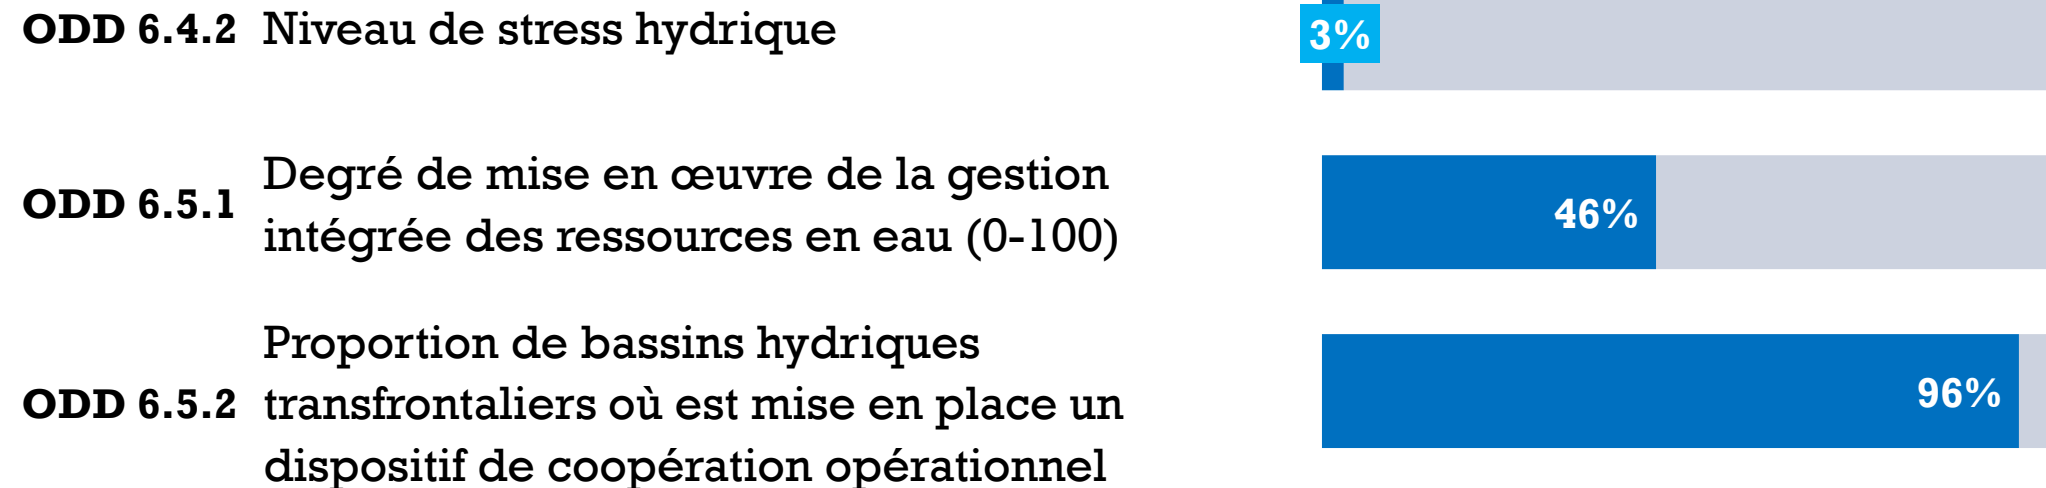 ODD 6.4.2 Niveau de stress hydrique 3%
ODD 6.5.1 Degré de mise en œuvre de la gestion
intégrée des ressources en eau (0-100)
46%
ODD 6.5.2 Proportion de bassins hydriques
transfrontaliers où est mise en place un
dispositif de coopération opérationnel
96%